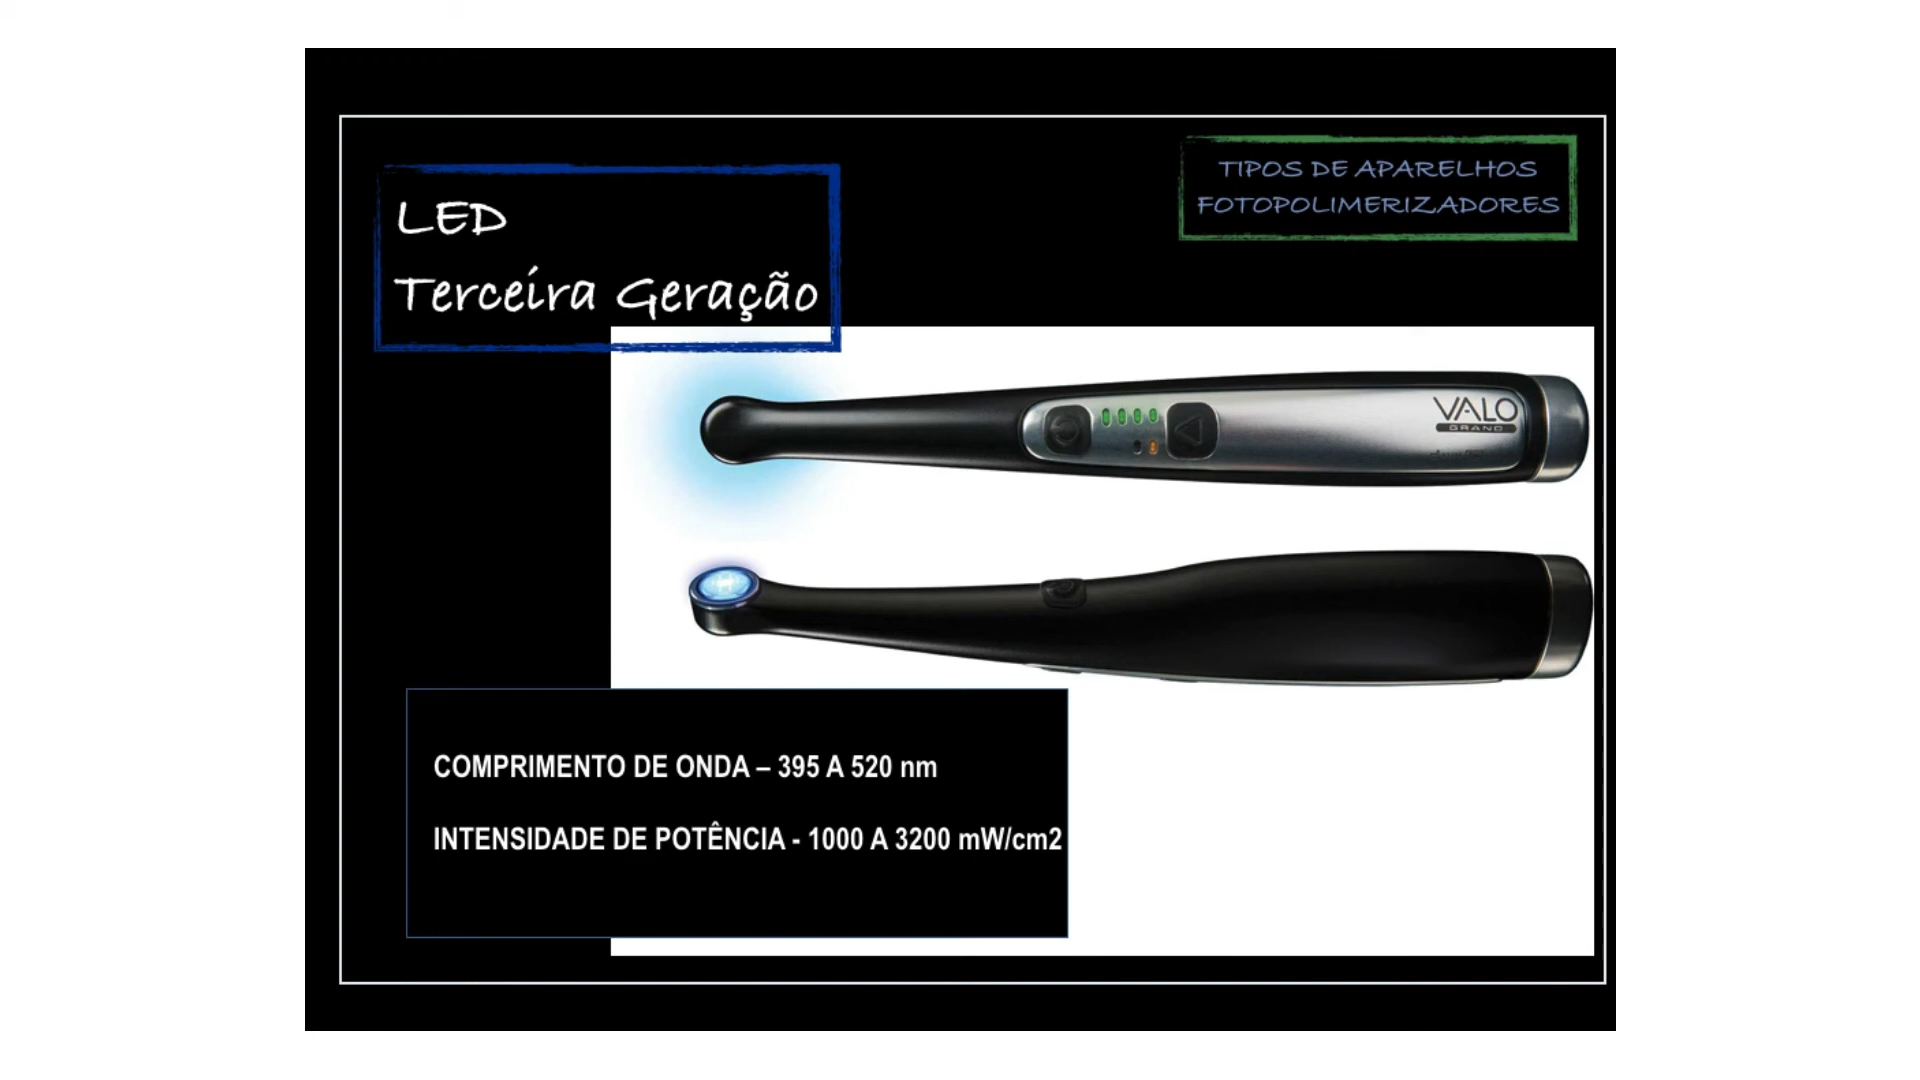 TIPOS DE APARELHOS
FOTOPOLIMERIZADORES
LED
Terceira Geração
VALO
GRAND
COMPRIMENTO DE ONDA – 395 A 520 nm
INTENSIDADE DE POTÊNCIA - 1000 A 3200 mW/cm2